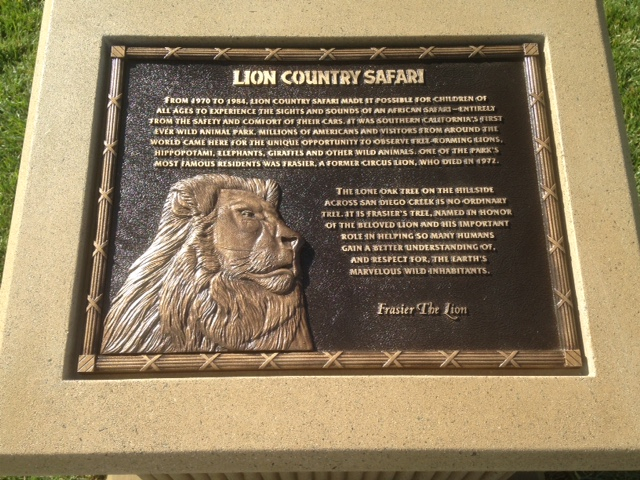 LION COUNTRY SAFARI
FROM 1970 TO 1984, LION COUNTRY SAFARI MADE IT POSSIBLE FOR CHILDREN OF
ALL AGES TO EXPERIENCE THE SIGHTS AND SOUNDS OF AN AFRICAN SAFARI—ENTIRELY
FROM THE SAFETY AND COMFORT OF THEIR CARS. IT WAS SOUTHERN CALIFORNIA'S FIRST
EVER WILD ANIMAL PARK. MILLIONS OF AMERICANS AND VISITORS FROM AROUND THE
WORLD CAME HERE FOR THE UNIQUE OPPORTUNITY TO OBSERVE FREE-ROAMING LIONS,
HIPPOPOTAMI, ELEPHANTS, GIRAFFES AND OTHER WILD ANIMALS. ONE OF THE PARK'S
MOST FAMOUS RESIDENTS WAS FRASIER, A FORMER CIRCUS LION, WHO DIED IN 1972.
THE LONE OAK TREE ON THE HILLSIDE
ACROSS SAN DIEGO CREEK IS NO ORDINARY
TREE. IT IS FRASIER'S TREE, NAMED IN HONOR
OF THE BELOVED LION AND HIS IMPORTANT
ROLE IN HELPING SO MANY HUMANS
GAIN A BETTER UNDERSTANDING OF,
AND RESPECT FOR, THE EARTH'S
MARVELOUS WILD INHABITANTS.
Frasier The Lion